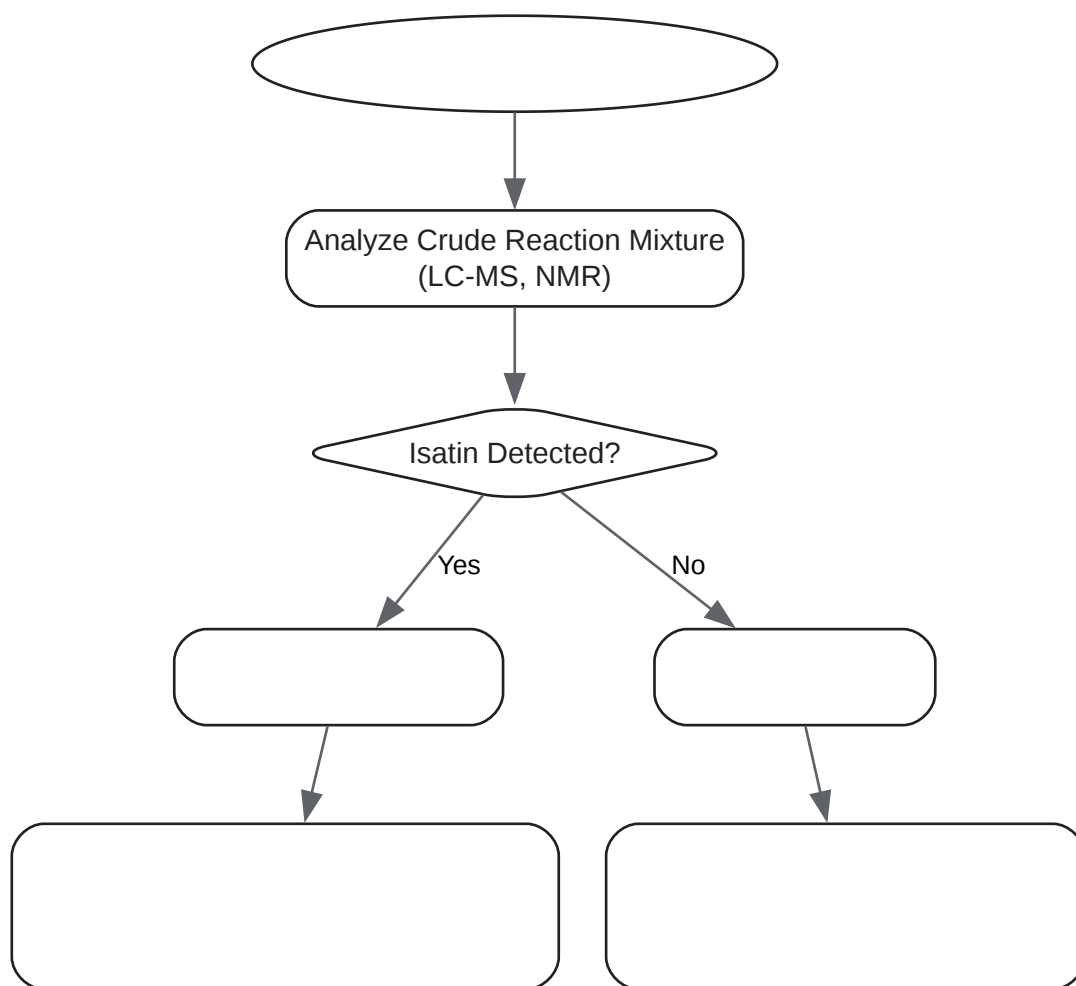 Analyze Crude Reaction Mixture
(LC-MS, NMR)
Isatin Detected?
Yes
No